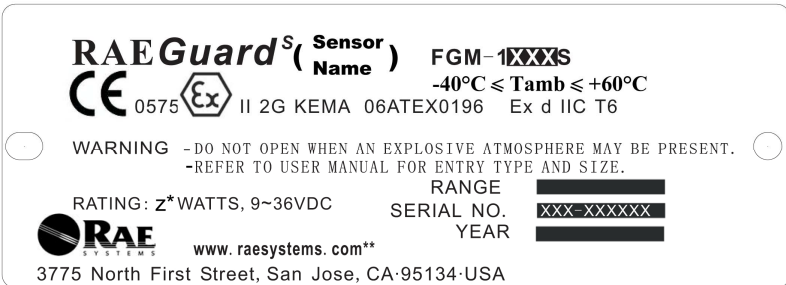 RAEGuard S ( Sensor Name ) FGM-1XXXS
-40°C ≤ Tamb ≤ +60°C
CE 0575 Ex II 2G KEMA 06ATEX0196 Ex d IIC T6
WARNING -DO NOT OPEN WHEN AN EXPLOSIVE ATMOSPHERE MAY BE PRESENT.
-REFER TO USER MANUAL FOR ENTRY TYPE AND SIZE.
RANGE
RATING: z* WATTS, 9~36VDC
SERIAL NO. XXX-XXXXXX
YEAR
RAE
SYSTEMS
www.raesystems.com**
3775 North First Street, San Jose, CA·95134·USA